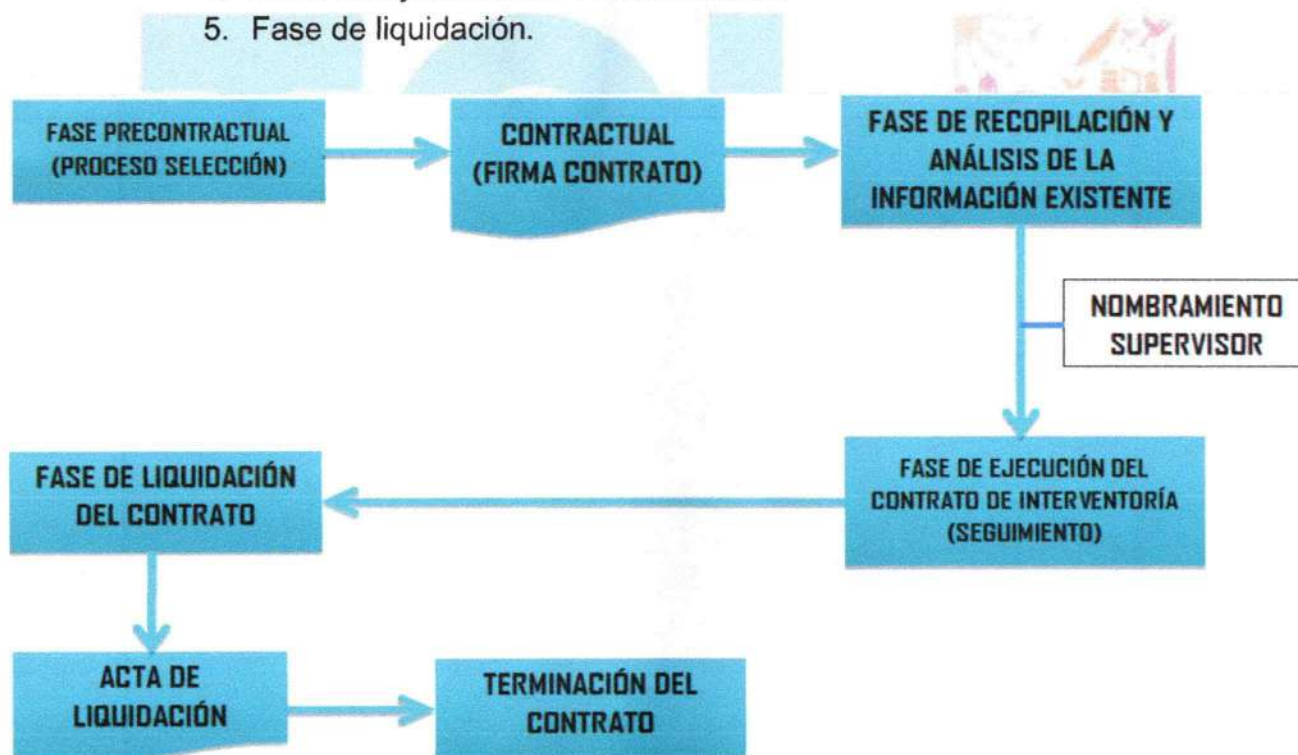 5. Fase de liquidación.
FASE PRECONTRACTUAL
(PROCESO SELECCIÓN)
CONTRACTUAL
(FIRMA CONTRATO)
FASE DE RECOPILACIÓN Y
ANÁLISIS DE LA
INFORMACIÓN EXISTENTE
NOMBRAMIENTO
SUPERVISOR
FASE DE EJECUCIÓN DEL
CONTRATO DE INTERVENTORÍA
(SEGUIMIENTO)
FASE DE LIQUIDACIÓN
DEL CONTRATO
ACTA DE
LIQUIDACIÓN
TERMINACIÓN DEL
CONTRATO